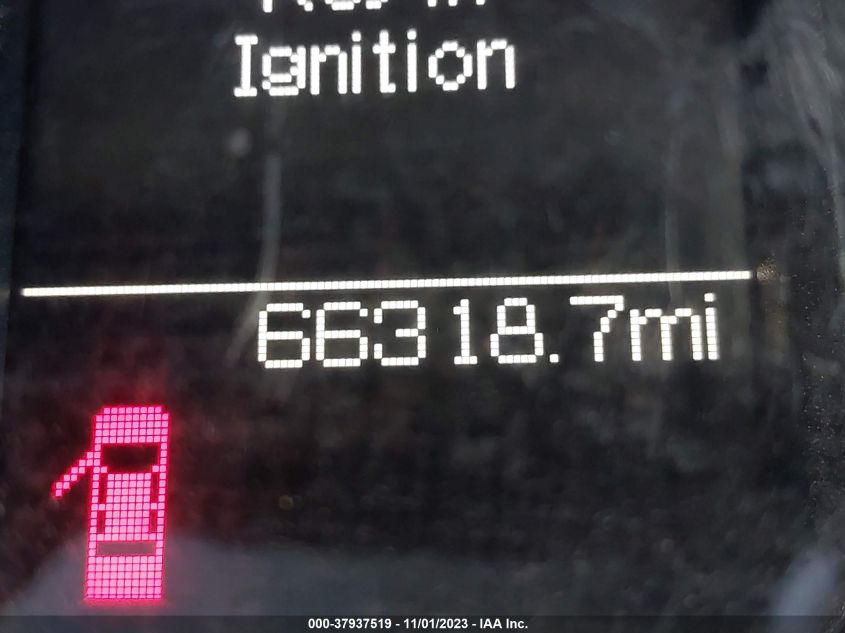 Ignition
66318.7mi
000-37937519 - 11/01/2023 - IAA Inc.